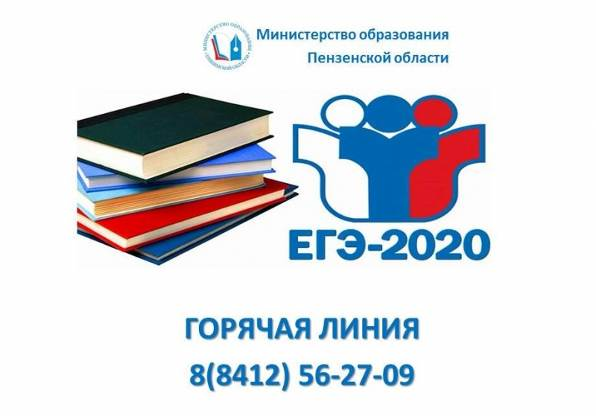 Министерство образования
Пензенской области
ЕГЭ-2020
ГОРЯЧАЯ ЛИНИЯ
8(8412) 56-27-09